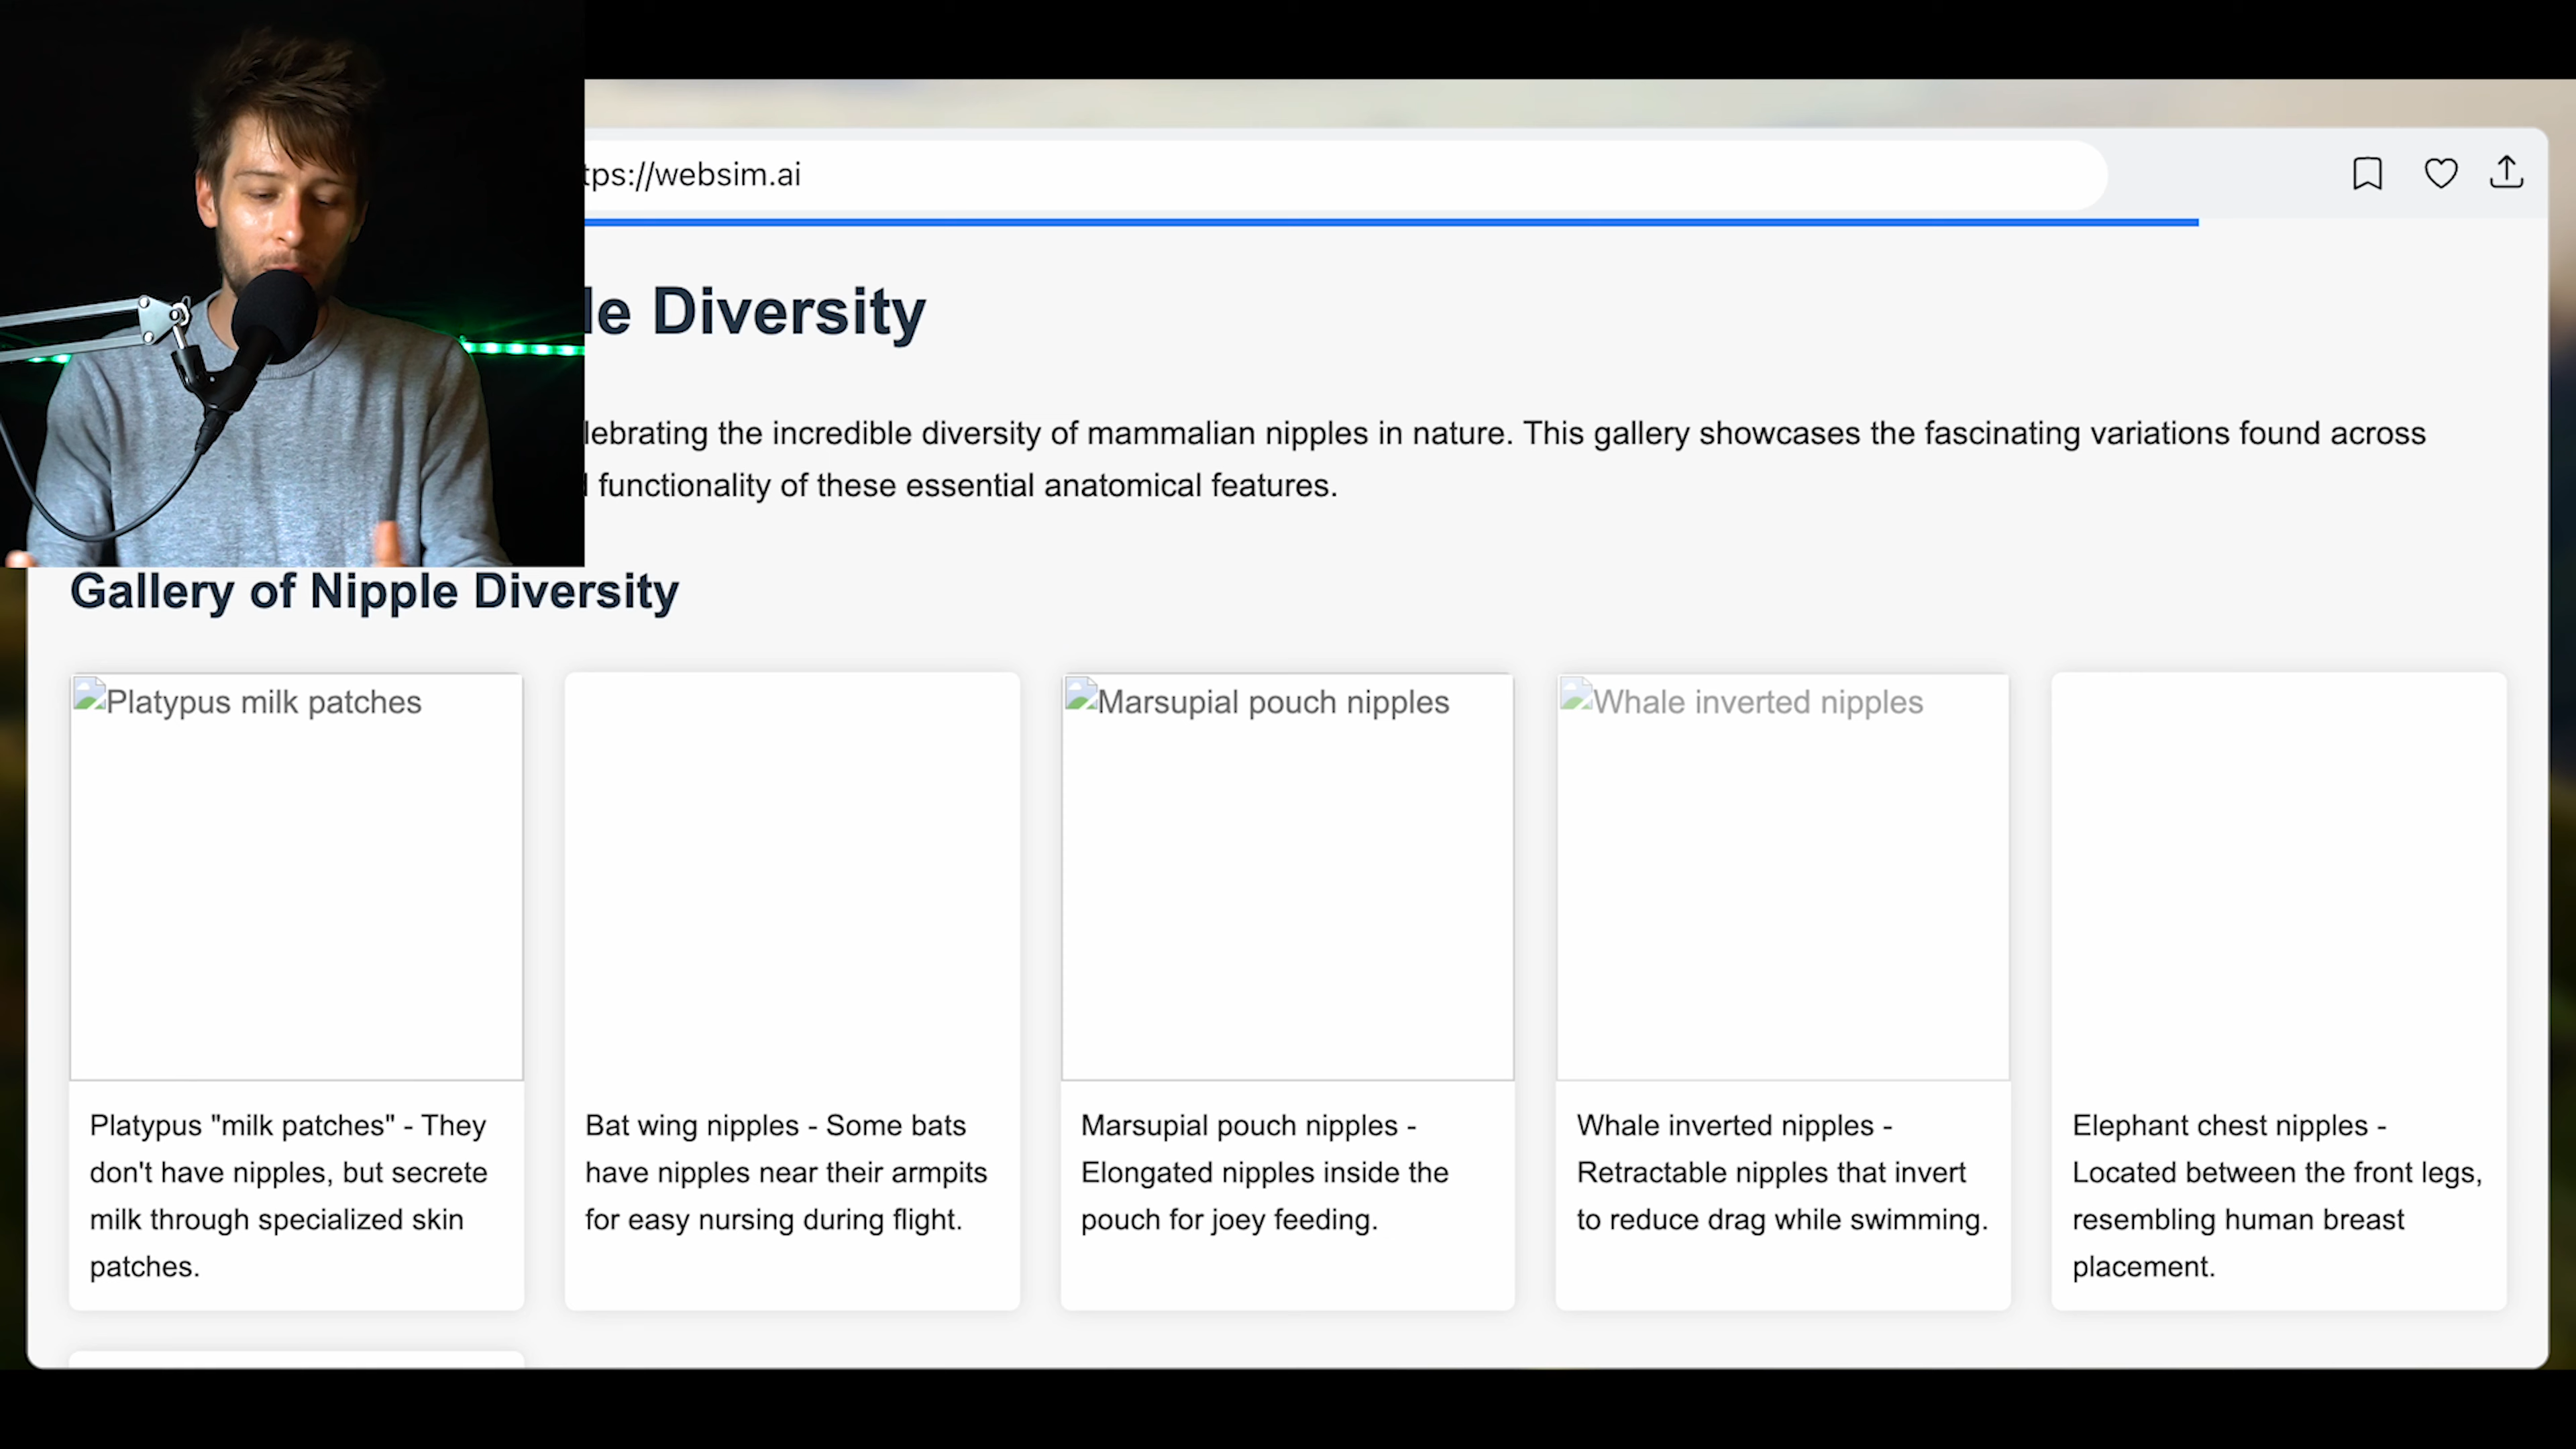 tps://websim.ai
le Diversity
lebrating the incredible diversity of mammalian nipples in nature. This gallery showcases the fascinating variations found across
functionality of these essential anatomical features.
Gallery of Nipple Diversity
Platypus milk patches
Marsupial pouch nipples
Whale inverted nipples
Platypus "milk patches" - They
don't have nipples, but secrete
milk through specialized skin
patches.
Bat wing nipples - Some bats
have nipples near their armpits
for easy nursing during flight.
Marsupial pouch nipples -
Elongated nipples inside the
pouch for joey feeding.
Whale inverted nipples -
Retractable nipples that invert
to reduce drag while swimming.
Elephant chest nipples -
Located between the front legs,
resembling human breast
placement.